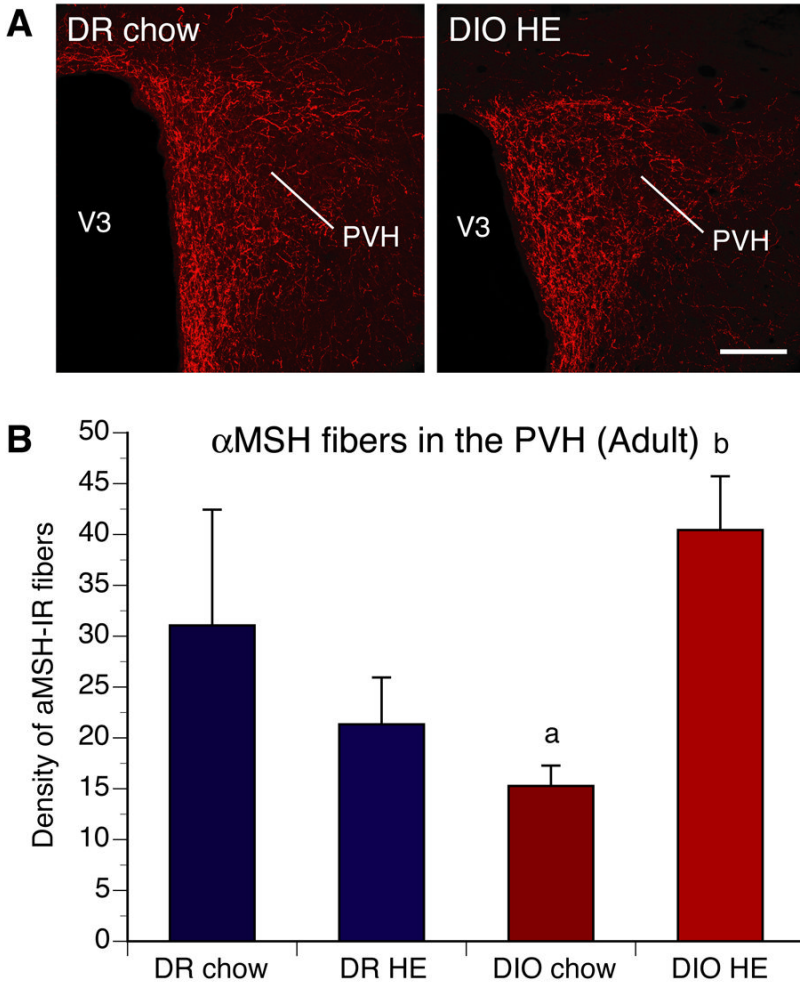 A
DR chow
DIO HE
V3
PVH
V3
PVH
B
αMSH fibers in the PVH (Adult)
b
a
Density of aMSH-IR fibers
50
45
40
35
30
25
20
15
10
5
0
DR chow
DR HE
DIO chow
DIO HE